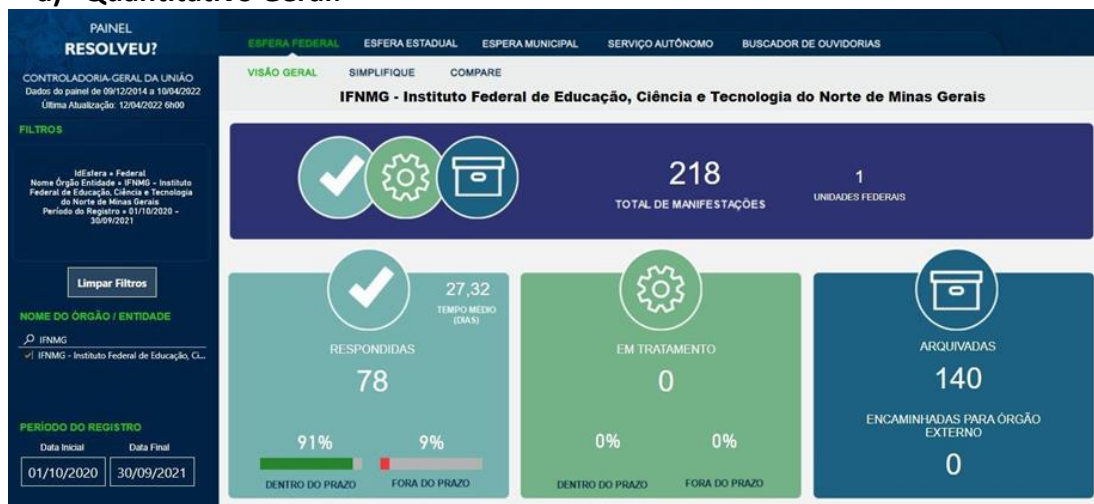 a) Quantitativo Geral:
PAINEL
RESOLVEU?
CONTROLADORIA-GERAL DA UNIÃO
Dados do painel de 09/12/2014 a 10/04/2022
Última Atualização: 12/04/2022 6h00
FILTROS
IdEsfera = Federal
Nome Órgão Entidade = IFNMG - Instituto
Federal de Educação, Ciência e Tecnologia
do Norte de Minas Gerais
Período do Registro = 01/10/2020 -
30/09/2021
Limpar Filtros
NOME DO ÓRGÃO / ENTIDADE
IFNMG
IFNMG - Instituto Federal de Educação, Ci...
PERÍODO DO REGISTRO
Data Inicial Data Final
01/10/2020 30/09/2021
ESFERA FEDERAL ESFERA ESTADUAL ESPERA MUNICIPAL SERVIÇO AUTÔNOMO BUSCADOR DE OUVIDORIAS
VISÃO GERAL SIMPLIFIQUE COMPARE
IFNMG - Instituto Federal de Educação, Ciência e Tecnologia do Norte de Minas Gerais
218
TOTAL DE MANIFESTAÇÕES
1
UNIDADES FEDERAIS
27,32
TEMPO MÉDIO
(DIAS)
RESPONDIDAS
78
91% 9%
DENTRO DO PRAZO FORA DO PRAZO
EM TRATAMENTO
0
0% 0%
DENTRO DO PRAZO FORA DO PRAZO
ARQUIVADAS
140
ENCAMINHADAS PARA ÓRGÃO
EXTERNO
0